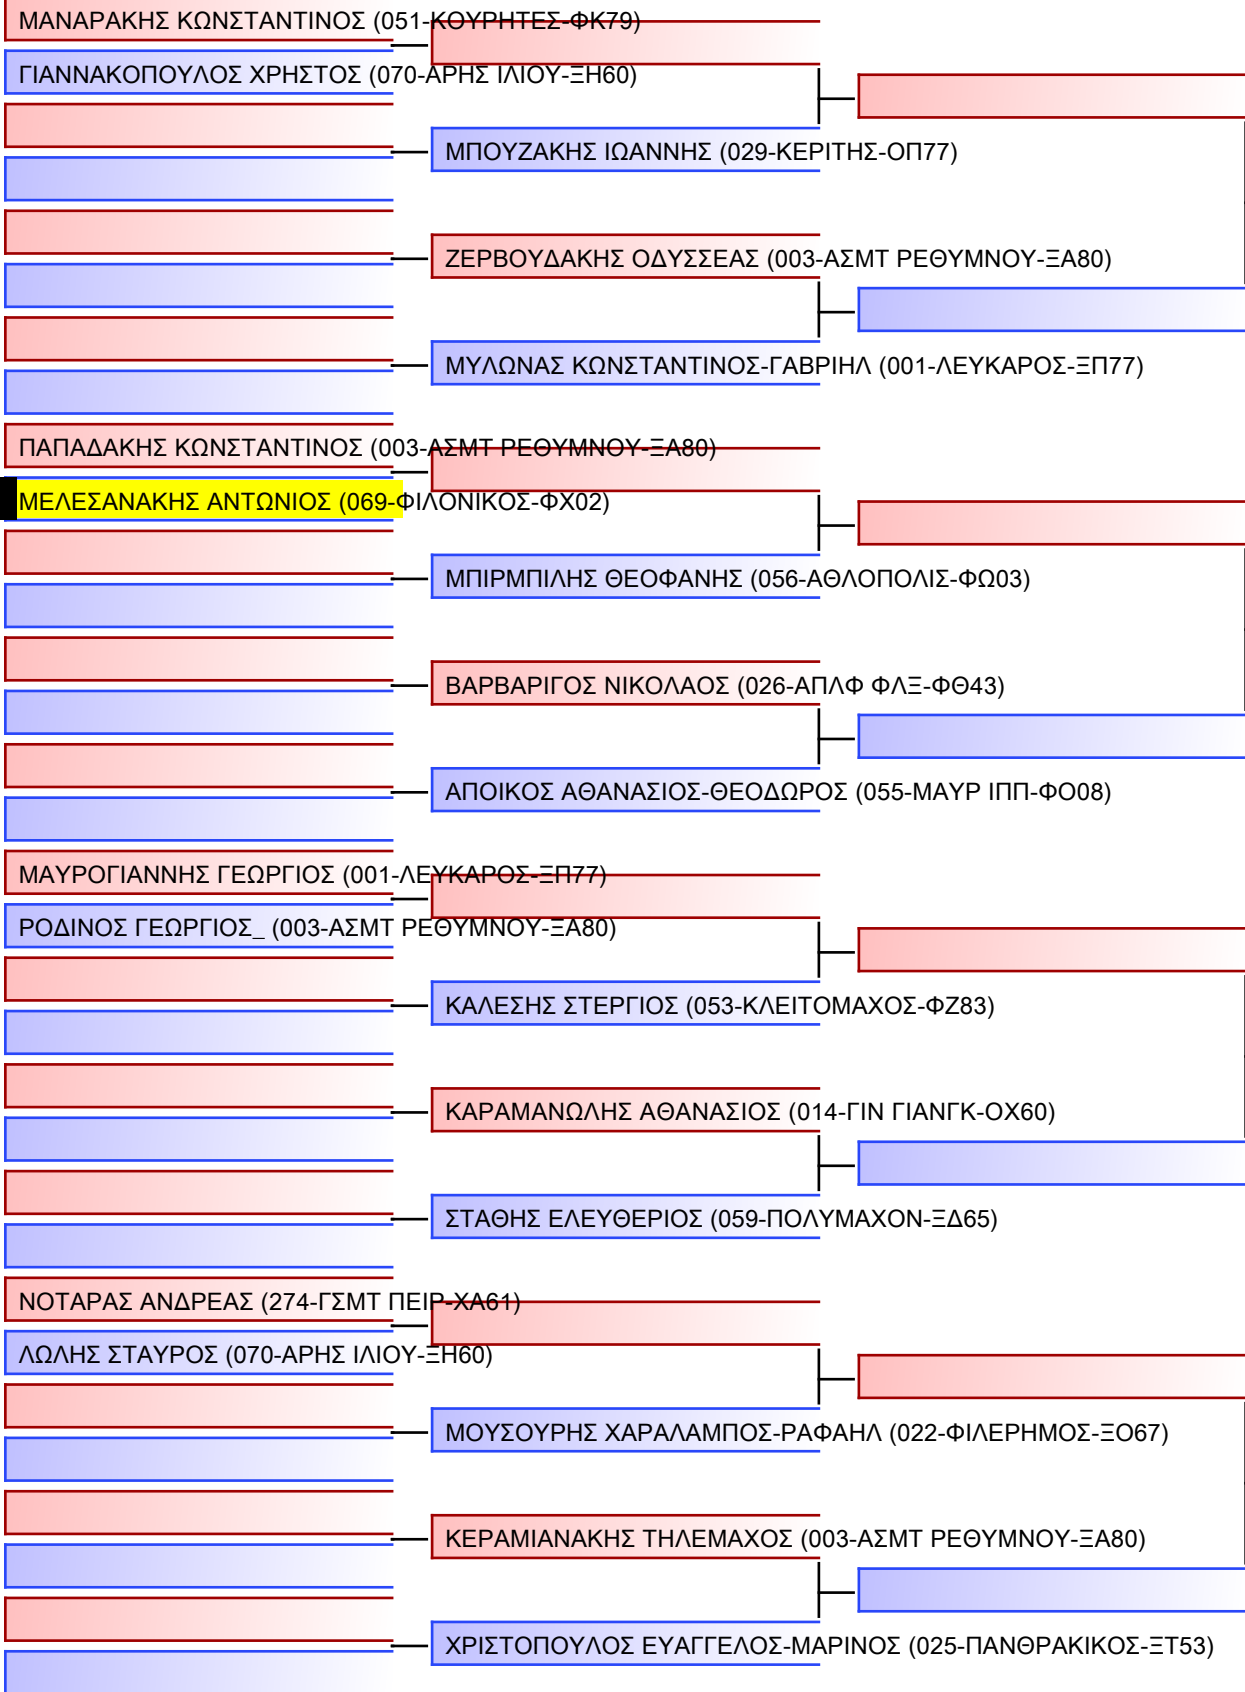 ΜΑΝΑΡΑΚΗΣ ΚΩΝΣΤΑΝΤΙΝΟΣ (051-ΚΟΥΡΗΤΕΣ-ΦΚ79)
ΓΙΑΝΝΑΚΟΠΟΥΛΟΣ ΧΡΗΣΤΟΣ (070-ΑΡΗΣ ΙΛΙΟΥ-ΞΗ60)
ΜΠΟΥΖΑΚΗΣ ΙΩΑΝΝΗΣ (029-ΚΕΡΙΤΗΣ-ΟΠ77)
ΖΕΡΒΟΥΔΑΚΗΣ ΟΔΥΣΣΕΑΣ (003-ΑΣΜΤ ΡΕΘΥΜΝΟΥ-ΞΑ80)
ΜΥΛΩΝΑΣ ΚΩΝΣΤΑΝΤΙΝΟΣ-ΓΑΒΡΙΗΛ (001-ΛΕΥΚΑΡΟΣ-ΞΠ77)
ΠΑΠΑΔΑΚΗΣ ΚΩΝΣΤΑΝΤΙΝΟΣ (003-ΑΣΜΤ ΡΕΘΥΜΝΟΥ-ΞΑ80)
ΜΕΛΕΣΑΝΑΚΗΣ ΑΝΤΩΝΙΟΣ (069-ΦΙΛΟΝΙΚΟΣ-ΦΧ02)
ΜΠΙΡΜΠΙΛΗΣ ΘΕΟΦΑΝΗΣ (056-ΑΘΛΟΠΟΛΙΣ-ΦΩ03)
ΒΑΡΒΑΡΙΓΟΣ ΝΙΚΟΛΑΟΣ (026-ΑΠΛΦ ΦΛΞ-ΦΘ43)
ΑΠΟΙΚΟΣ ΑΘΑΝΑΣΙΟΣ-ΘΕΟΔΩΡΟΣ (055-ΜΑΥΡ ΙΠΠ-ΦΟ08)
ΜΑΥΡΟΓΙΑΝΝΗΣ ΓΕΩΡΓΙΟΣ (001-ΛΕΥΚΑΡΟΣ-ΞΠ77)
ΡΟΔΙΝΟΣ ΓΕΩΡΓΙΟΣ_ (003-ΑΣΜΤ ΡΕΘΥΜΝΟΥ-ΞΑ80)
ΚΑΛΕΣΗΣ ΣΤΕΡΓΙΟΣ (053-ΚΛΕΙΤΟΜΑΧΟΣ-ΦΖ83)
ΚΑΡΑΜΑΝΩΛΗΣ ΑΘΑΝΑΣΙΟΣ (014-ΓΙΝ ΓΙΑΝΓΚ-ΟΧ60)
ΣΤΑΘΗΣ ΕΛΕΥΘΕΡΙΟΣ (059-ΠΟΛΥΜΑΧΟΝ-ΞΔ65)
ΝΟΤΑΡΑΣ ΑΝΔΡΕΑΣ (274-ΓΣΜΤ ΠΕΙΡ-ΧΑ61)
ΛΩΛΗΣ ΣΤΑΥΡΟΣ (070-ΑΡΗΣ ΙΛΙΟΥ-ΞΗ60)
ΜΟΥΣΟΥΡΗΣ ΧΑΡΑΛΑΜΠΟΣ-ΡΑΦΑΗΛ (022-ΦΙΛΕΡΗΜΟΣ-ΞΟ67)
ΚΕΡΑΜΙΑΝΑΚΗΣ ΤΗΛΕΜΑΧΟΣ (003-ΑΣΜΤ ΡΕΘΥΜΝΟΥ-ΞΑ80)
ΧΡΙΣΤΟΠΟΥΛΟΣ ΕΥΑΓΓΕΛΟΣ-ΜΑΡΙΝΟΣ (025-ΠΑΝΘΡΑΚΙΚΟΣ-ΞΤ53)